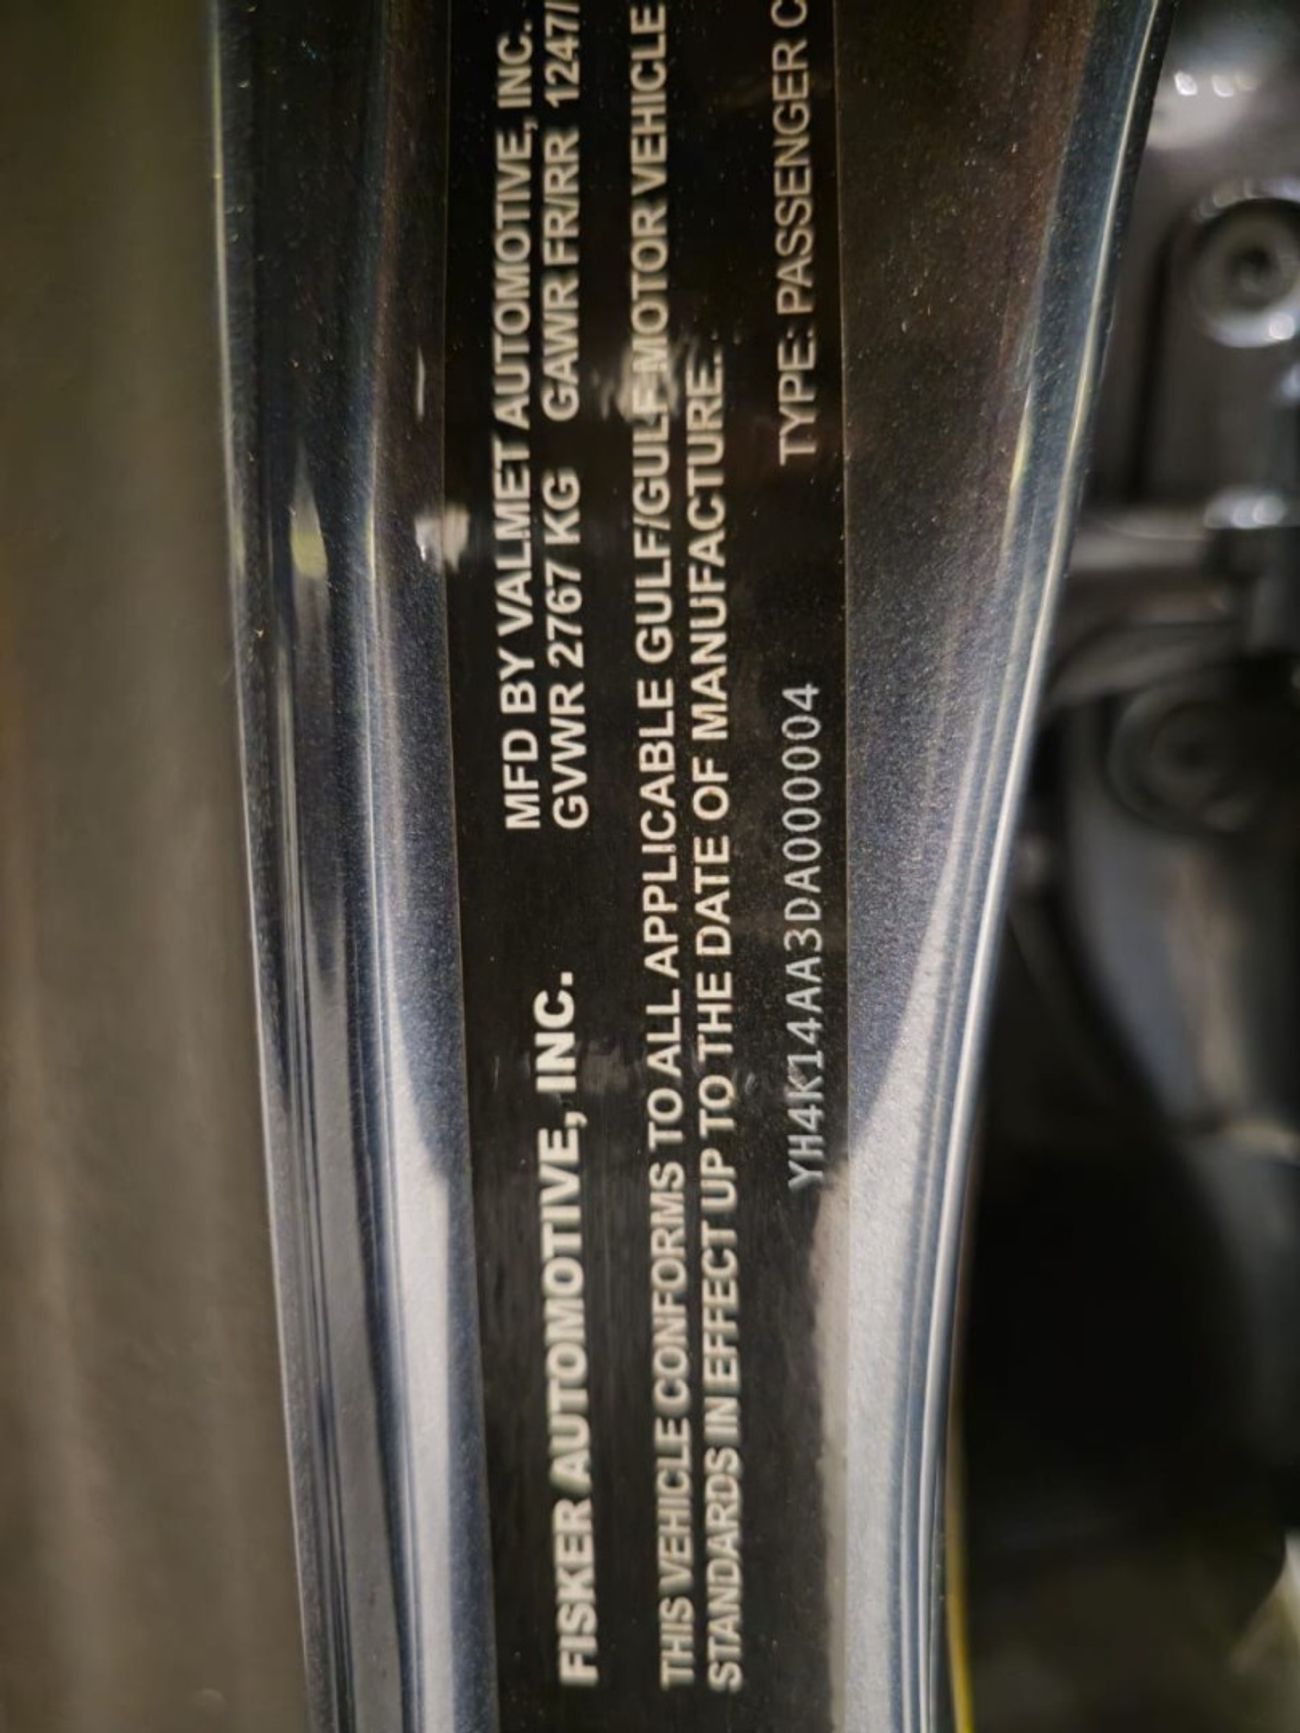 FISKER AUTOMOTIVE, INC.
MFD BY VALMET AUTOMOTIVE, INC.
GVWR 2767 KG GAWR FR/RR 1247/
THIS VEHICLE CONFORMS TO ALL APPLICABLE GULF/GULF MOTOR VEHICLE
STANDARDS IN EFFECT UP TO THE DATE OF MANUFACTURE.
YH4K14AA3DA000004 TYPE: PASSENGER C